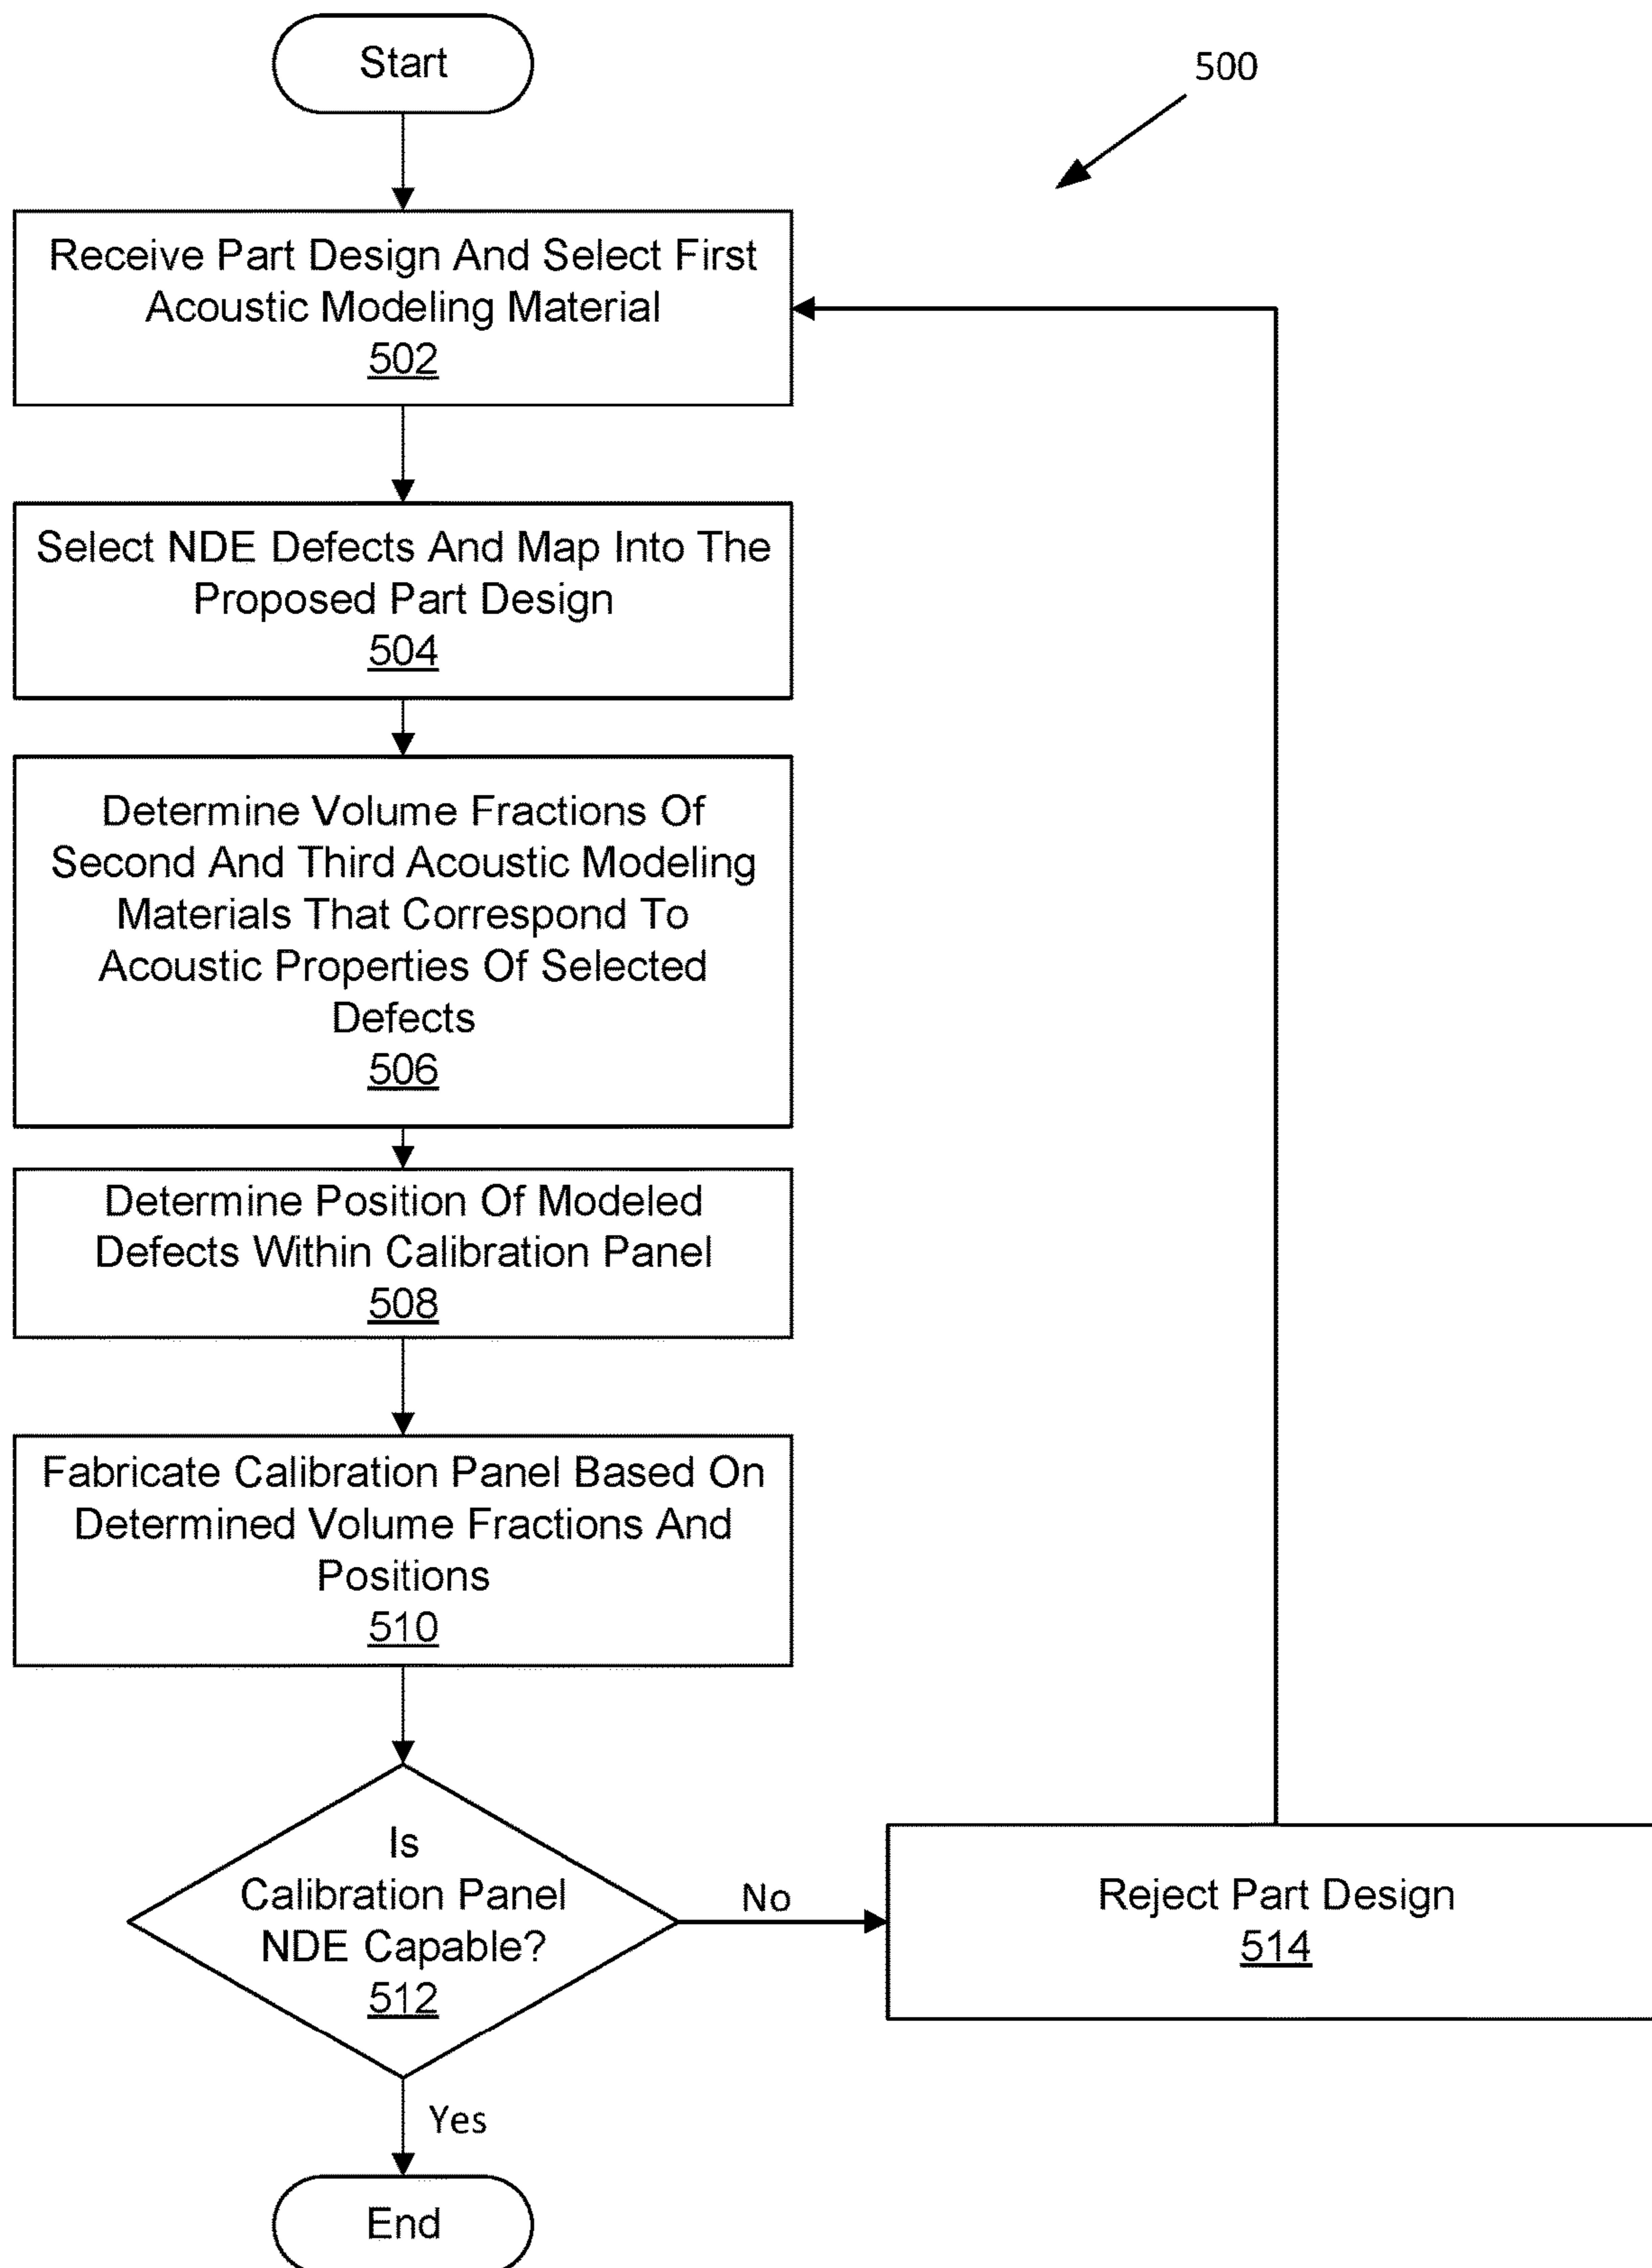 Start
500
Receive Part Design And Select First
Acoustic Modeling Material
502
Select NDE Defects And Map Into The
Proposed Part Design
504
Determine Volume Fractions Of
Second And Third Acoustic Modeling
Materials That Correspond To
Acoustic Properties Of Selected
Defects
506
Determine Position Of Modeled
Defects Within Calibration Panel
508
Fabricate Calibration Panel Based On
Determined Volume Fractions And
Positions
510
Is
Calibration Panel
NDE Capable?
512
No
Reject Part Design
514
Yes
End